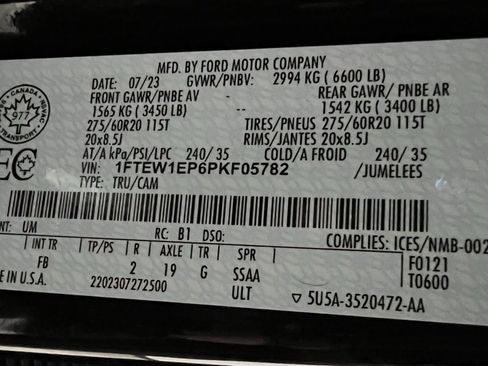 MFD. BY FORD MOTOR COMPANY
DATE: 07/23 GVWR/PNBV: 2994 KG ( 6600 LB)
FRONT GAWR/PNBE AV -- REAR GAWR/ PNBE AR
1565 KG ( 3450 LB) 1542 KG ( 3400 LB)
275/60R20 115T TIRES/PNEUS 275/60R20 115T
20x8.5J RIMS/JANTES 20x8.5J
AT/A kPa/PSI/LPC 240/ 35 COLD/A FROID 240/ 35
VIN: 1FTEW1EP6PKF05782 /JUMELEES
TYPE: TRU/CAM
CANADA
977
TRANSPORT
EC
INT: UM RC: B1 DSO: COMPLIES: ICES/NMB-002
INT TR TP/PS R AXLE TR SPR F0121
FB 2 19 G SSAA T0600
E IN U.S.A. 2202307272500 ULT ▽ 5U5A-3520472-AA